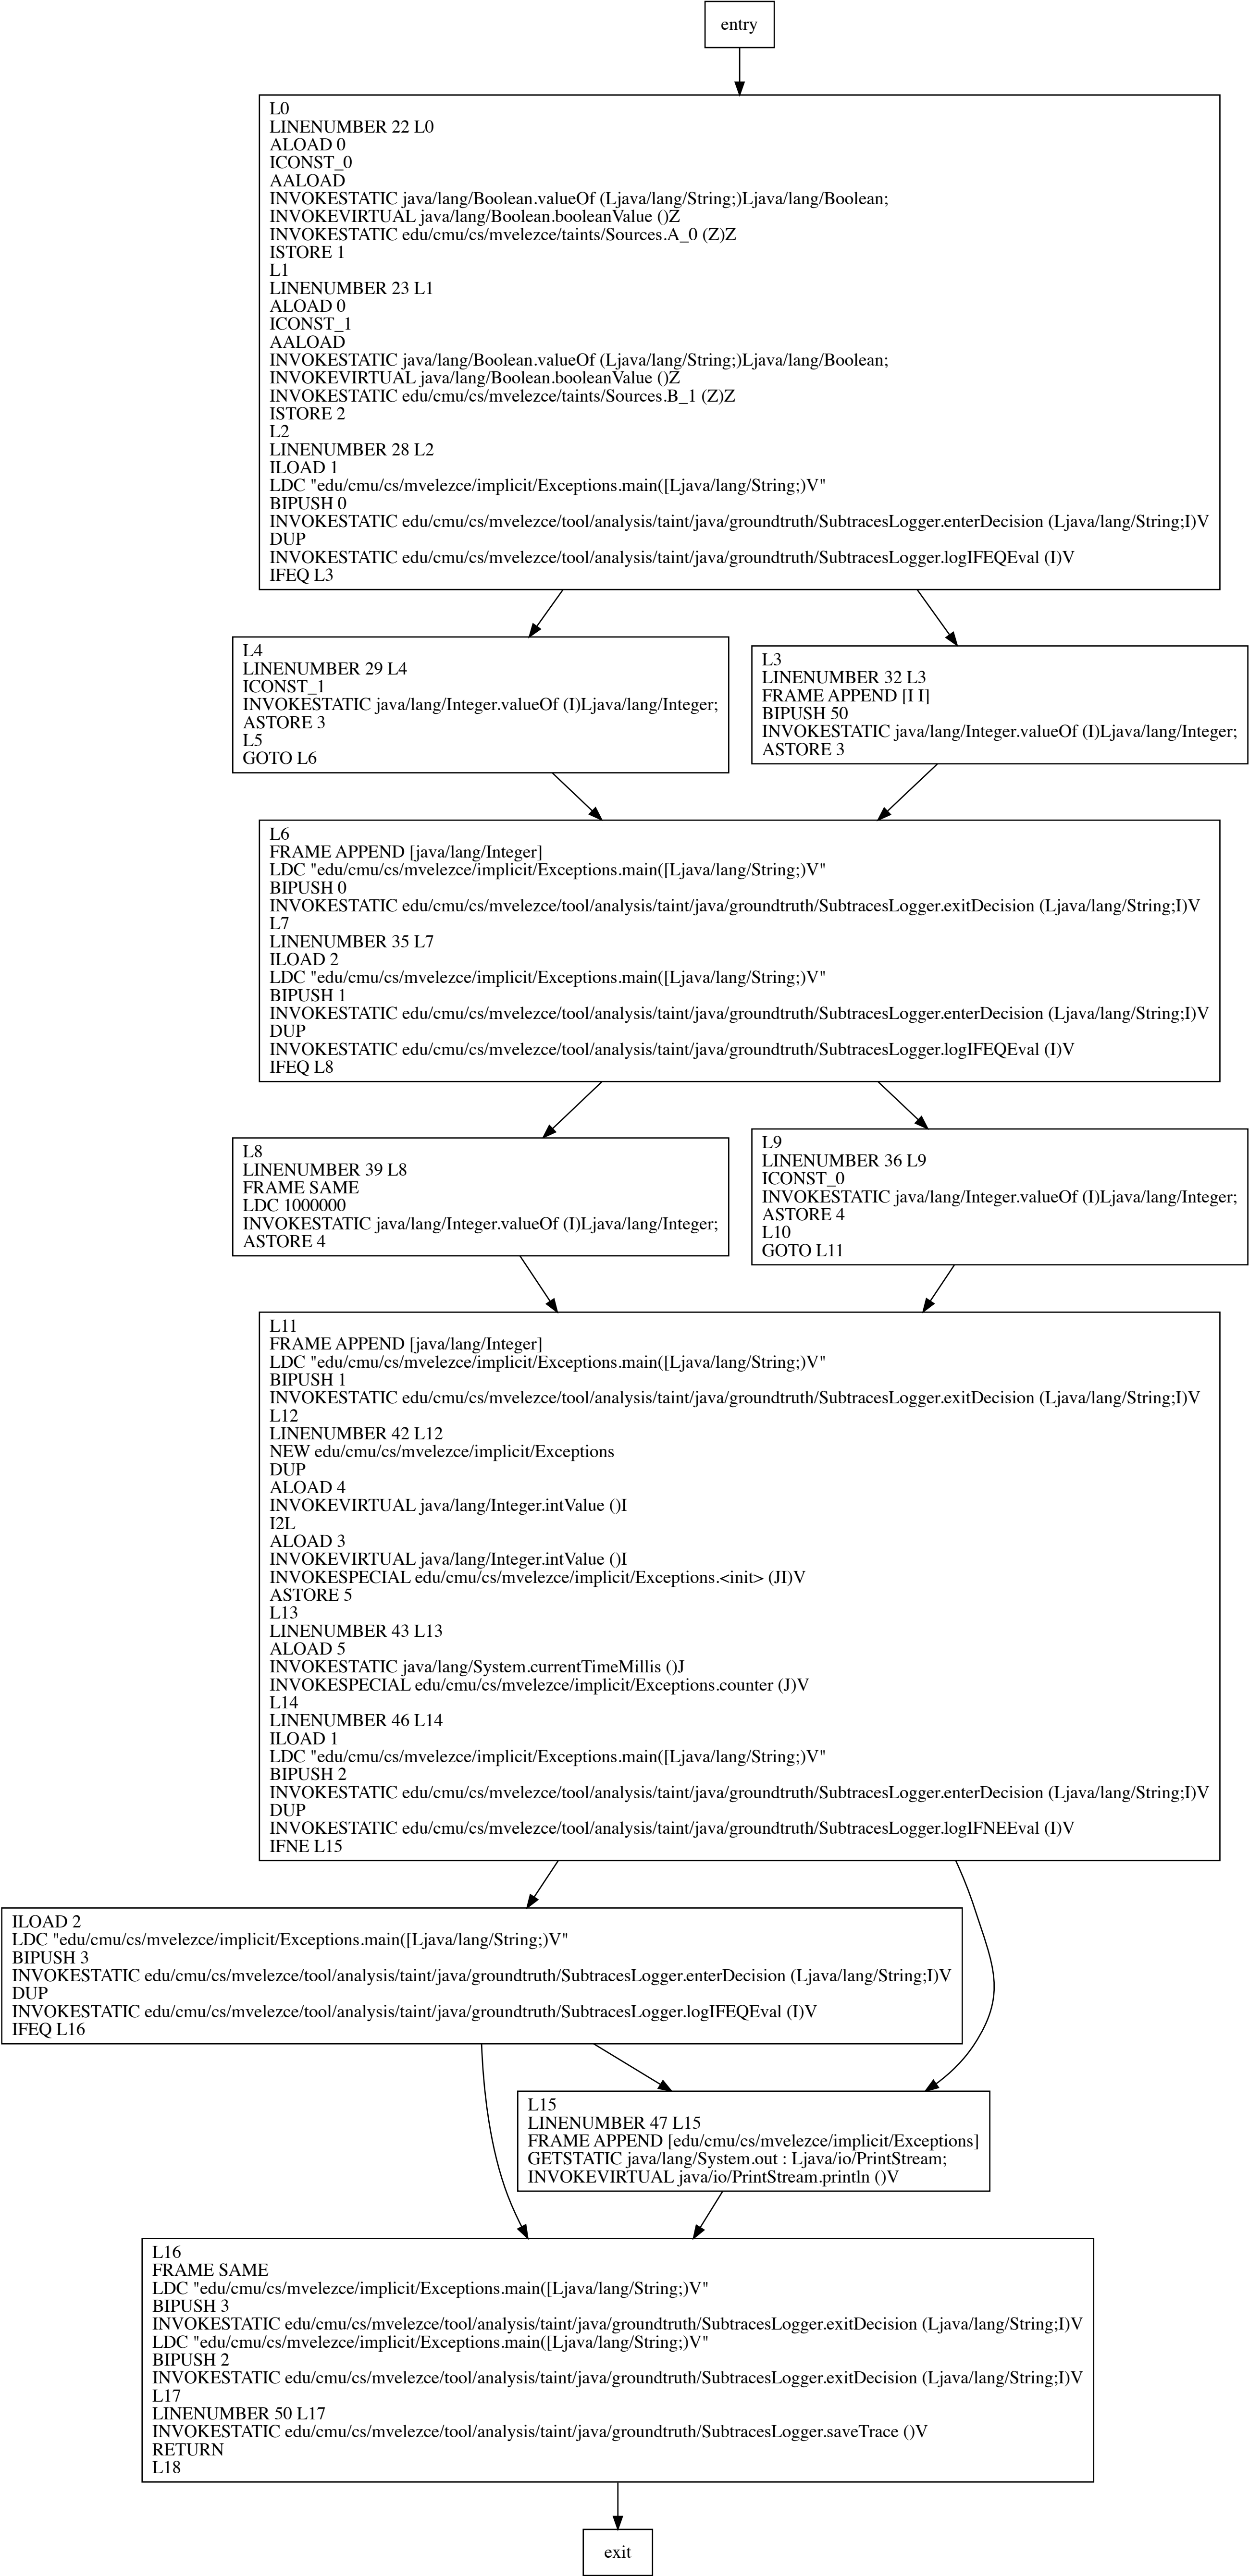 entry
L0
LINENUMBER 22 L0
ALOAD 0
ICONST_0
AALOAD
INVOKESTATIC java/lang/Boolean.valueOf (Ljava/lang/String;)Ljava/lang/Boolean;
INVOKEVIRTUAL java/lang/Boolean.booleanValue ()Z
INVOKESTATIC edu/cmu/cs/mvelezce/taints/Sources.A_0 (Z)Z
ISTORE 1
L1
LINENUMBER 23 L1
ALOAD 0
ICONST_1
AALOAD
INVOKESTATIC java/lang/Boolean.valueOf (Ljava/lang/String;)Ljava/lang/Boolean;
INVOKEVIRTUAL java/lang/Boolean.booleanValue ()Z
INVOKESTATIC edu/cmu/cs/mvelezce/taints/Sources.B_1 (Z)Z
ISTORE 2
L2
LINENUMBER 28 L2
ILOAD 1
LDC "edu/cmu/cs/mvelezce/implicit/Exceptions.main([Ljava/lang/String;)V"
BIPUSH 0
INVOKESTATIC edu/cmu/cs/mvelezce/tool/analysis/taint/java/groundtruth/SubtracesLogger.enterDecision (Ljava/lang/String;I)V
DUP
INVOKESTATIC edu/cmu/cs/mvelezce/tool/analysis/taint/java/groundtruth/SubtracesLogger.logIFEQEval (I)V
IFEQ L3
L4
LINENUMBER 29 L4
ICONST_1
INVOKESTATIC java/lang/Integer.valueOf (I)Ljava/lang/Integer;
ASTORE 3
L5
GOTO L6
L3
LINENUMBER 32 L3
FRAME APPEND [I I]
BIPUSH 50
INVOKESTATIC java/lang/Integer.valueOf (I)Ljava/lang/Integer;
ASTORE 3
L6
FRAME APPEND [java/lang/Integer]
LDC "edu/cmu/cs/mvelezce/implicit/Exceptions.main([Ljava/lang/String;)V"
BIPUSH 0
INVOKESTATIC edu/cmu/cs/mvelezce/tool/analysis/taint/java/groundtruth/SubtracesLogger.exitDecision (Ljava/lang/String;I)V
L7
LINENUMBER 35 L7
ILOAD 2
LDC "edu/cmu/cs/mvelezce/implicit/Exceptions.main([Ljava/lang/String;)V"
BIPUSH 1
INVOKESTATIC edu/cmu/cs/mvelezce/tool/analysis/taint/java/groundtruth/SubtracesLogger.enterDecision (Ljava/lang/String;I)V
DUP
INVOKESTATIC edu/cmu/cs/mvelezce/tool/analysis/taint/java/groundtruth/SubtracesLogger.logIFEQEval (I)V
IFEQ L8
L8
LINENUMBER 39 L8
FRAME SAME
LDC 1000000
INVOKESTATIC java/lang/Integer.valueOf (I)Ljava/lang/Integer;
ASTORE 4
L9
LINENUMBER 36 L9
ICONST_0
INVOKESTATIC java/lang/Integer.valueOf (I)Ljava/lang/Integer;
ASTORE 4
L10
GOTO L11
L11
FRAME APPEND [java/lang/Integer]
LDC "edu/cmu/cs/mvelezce/implicit/Exceptions.main([Ljava/lang/String;)V"
BIPUSH 1
INVOKESTATIC edu/cmu/cs/mvelezce/tool/analysis/taint/java/groundtruth/SubtracesLogger.exitDecision (Ljava/lang/String;I)V
L12
LINENUMBER 42 L12
NEW edu/cmu/cs/mvelezce/implicit/Exceptions
DUP
ALOAD 4
INVOKEVIRTUAL java/lang/Integer.intValue ()I
I2L
ALOAD 3
INVOKEVIRTUAL java/lang/Integer.intValue ()I
INVOKESPECIAL edu/cmu/cs/mvelezce/implicit/Exceptions.<init> (JI)V
ASTORE 5
L13
LINENUMBER 43 L13
ALOAD 5
INVOKESTATIC java/lang/System.currentTimeMillis ()J
INVOKESPECIAL edu/cmu/cs/mvelezce/implicit/Exceptions.counter (J)V
L14
LINENUMBER 46 L14
ILOAD 1
LDC "edu/cmu/cs/mvelezce/implicit/Exceptions.main([Ljava/lang/String;)V"
BIPUSH 2
INVOKESTATIC edu/cmu/cs/mvelezce/tool/analysis/taint/java/groundtruth/SubtracesLogger.enterDecision (Ljava/lang/String;I)V
DUP
INVOKESTATIC edu/cmu/cs/mvelezce/tool/analysis/taint/java/groundtruth/SubtracesLogger.logIFNEEval (I)V
IFNE L15
ILOAD 2
LDC "edu/cmu/cs/mvelezce/implicit/Exceptions.main([Ljava/lang/String;)V"
BIPUSH 3
INVOKESTATIC edu/cmu/cs/mvelezce/tool/analysis/taint/java/groundtruth/SubtracesLogger.enterDecision (Ljava/lang/String;I)V
DUP
INVOKESTATIC edu/cmu/cs/mvelezce/tool/analysis/taint/java/groundtruth/SubtracesLogger.logIFEQEval (I)V
IFEQ L16
L15
LINENUMBER 47 L15
FRAME APPEND [edu/cmu/cs/mvelezce/implicit/Exceptions]
GETSTATIC java/lang/System.out : Ljava/io/PrintStream;
INVOKEVIRTUAL java/io/PrintStream.println ()V
L16
FRAME SAME
LDC "edu/cmu/cs/mvelezce/implicit/Exceptions.main([Ljava/lang/String;)V"
BIPUSH 3
INVOKESTATIC edu/cmu/cs/mvelezce/tool/analysis/taint/java/groundtruth/SubtracesLogger.exitDecision (Ljava/lang/String;I)V
LDC "edu/cmu/cs/mvelezce/implicit/Exceptions.main([Ljava/lang/String;)V"
BIPUSH 2
INVOKESTATIC edu/cmu/cs/mvelezce/tool/analysis/taint/java/groundtruth/SubtracesLogger.exitDecision (Ljava/lang/String;I)V
L17
LINENUMBER 50 L17
INVOKESTATIC edu/cmu/cs/mvelezce/tool/analysis/taint/java/groundtruth/SubtracesLogger.saveTrace ()V
RETURN
L18
exit